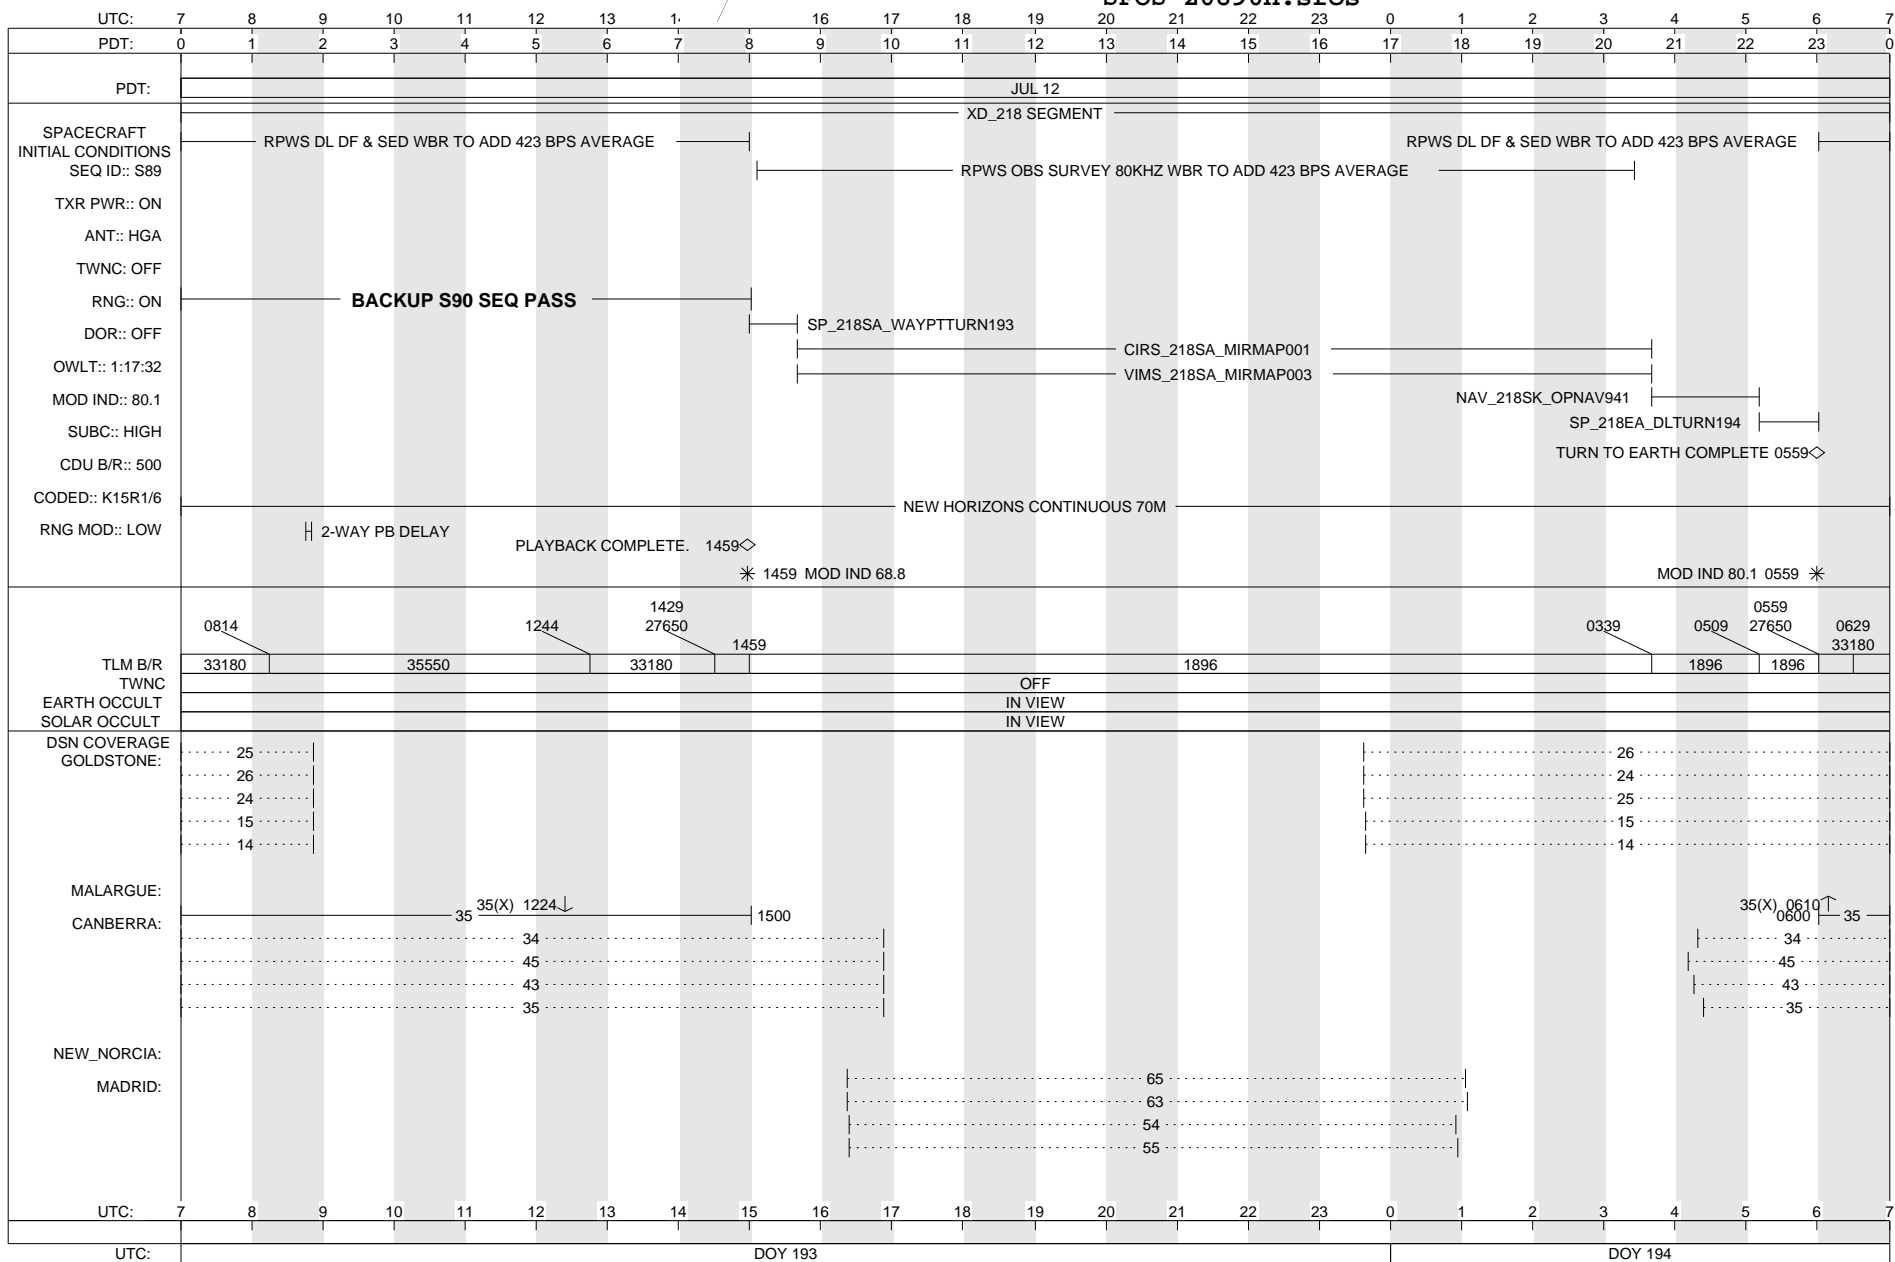 UTC: 7 8 9 10 11 12 13 16 17 18 19 20 21 22 23 0 1 2 3 4 5 6 7
PDT: 0 1 2 3 4 5 6 7 8 9 10 11 12 13 14 15 16 17 18 19 20 21 22 23 0
PDT: JUL 12
XD_218 SEGMENT
SPACECRAFT
INITIAL CONDITIONS
RPWS DL DF & SED WBR TO ADD 423 BPS AVERAGE RPWS DL DF & SED WBR TO ADD 423 BPS AVERAGE
SEQ ID:: S89 RPWS OBS SURVEY 80KHZ WBR TO ADD 423 BPS AVERAGE
TXR PWR:: ON
ANT:: HGA
TWNC: OFF
RNG:: ON BACKUP S90 SEQ PASS
SP_218SA_WAYPTTURN193
DOR:: OFF
CIRS_218SA_MIRMAP001
OWLT:: 1:17:32
VIMS_218SA_MIRMAP003
MOD IND:: 80.1 NAV_218SK_OPNAV941
SP_218EA_DLTURN194
SUBC:: HIGH
TURN TO EARTH COMPLETE 0559
CDU B/R:: 500
CODED:: K15R1/6
NEW HORIZONS CONTINUOUS 70M
RNG MOD:: LOW 2-WAY PB DELAY
PLAYBACK COMPLETE. 1459
1459 MOD IND 68.8 MOD IND 80.1 0559
1429 0559
0814 1244 27650 0339 0509 27650 0629
1459 33180
TLM B/R 33180 35550 33180 1896 1896 1896
TWNC OFF
EARTH OCCULT IN VIEW
SOLAR OCCULT IN VIEW
DSN COVERAGE
GOLDSTONE:
25 26
26 24
24 25
15 15
14 14
MALARGUE:
35(X) 1224 35(X) 0610
CANBERRA: 35 1500 0600 35
34 34
45 45
43 43
35 35
NEW_NORCIA:
MADRID:
65
63
54
55
UTC: 7 8 9 10 11 12 13 14 15 16 17 18 19 20 21 22 23 0 1 2 3 4 5 6 7
UTC: DOY 193 DOY 194